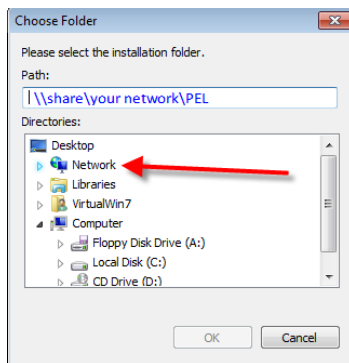 Choose Folder
Please select the installation folder.
Path:
\\share\your network\PEL
Directories:
Desktop
Network
Libraries
VirtualWin7
Computer
Floppy Disk Drive (A:)
Local Disk (C:)
CD Drive (D:)
OK Cancel